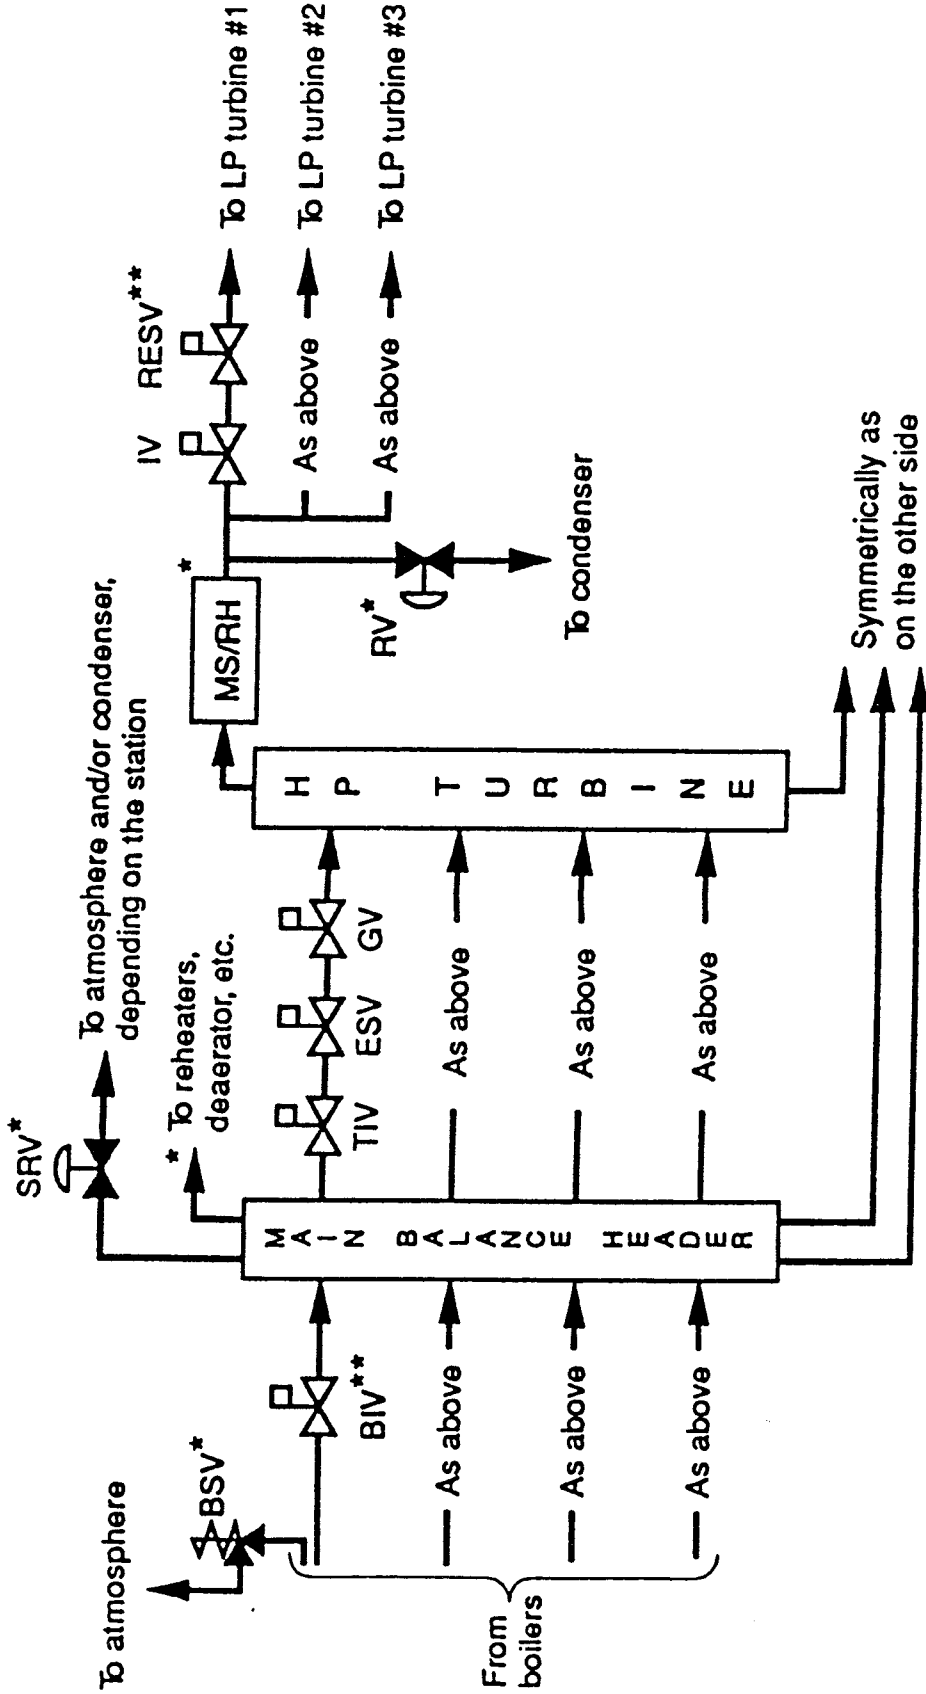 To atmosphere
BSV*
From
boilers
BIV**
As above
As above
As above
MAIN BALANCE HEADER
SRV*
To atmosphere and/or condenser,
depending on the station
* To reheaters,
deaerator, etc.
TIV
ESV
GV
As above
As above
As above
HP TURBINE
MS/RH
*
RV*
To condenser
IV
RESV**
To LP turbine #1
As above
To LP turbine #2
As above
To LP turbine #3
Symmetrically as
on the other side